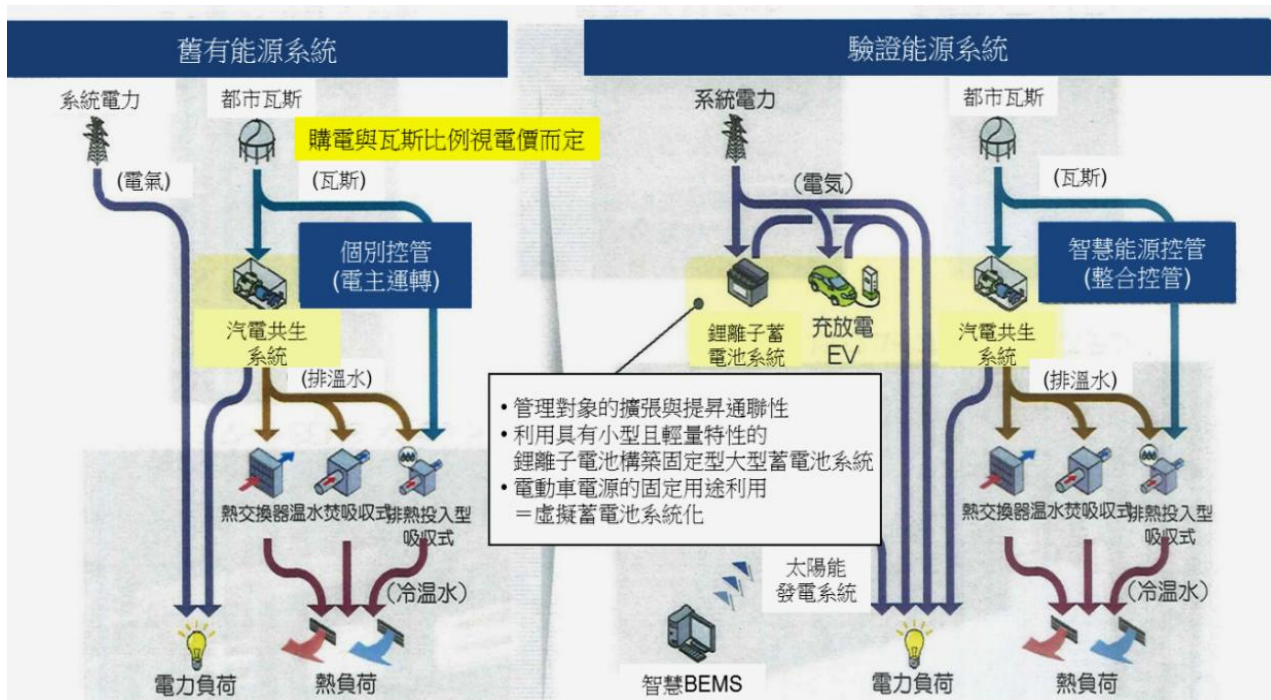 舊有能源系統
系統電力
都市瓦斯
購電與瓦斯比例視電價而定
(電氣)
(瓦斯)
個別控管
(電主運轉)
汽電共生
系統
(排溫水)
熱交換器
温水焚吸収式
排熱投入型
吸収式
(冷温水)
電力負荷
熱負荷
驗證能源系統
系統電力
都市瓦斯
(電気)
(瓦斯)
智慧能源控管
(整合控管)
鋰離子蓄
電池系統
充放電
EV
汽電共生
系統
(排溫水)
• 管理對象的擴張與提昇通聯性
• 利用具有小型且輕量特性的
鋰離子電池構築固定型大型蓄電池系統
• 電動車電源的固定用途利用
＝虛擬蓄電池系統化
熱交換器
温水焚吸収式
排熱投入型
吸収式
(冷温水)
太陽能
發電系統
智慧BEMS
電力負荷
熱負荷